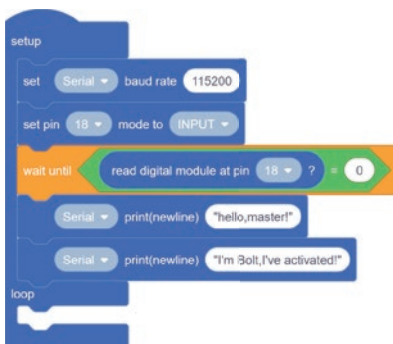 setup
set Serial baud rate 115200
set pin 18 mode to INPUT
wait until read digital module at pin 18 ? = 0
Serial print(newline) "hello,master!"
Serial print(newline) "I'm Bolt,I've activated!"
loop